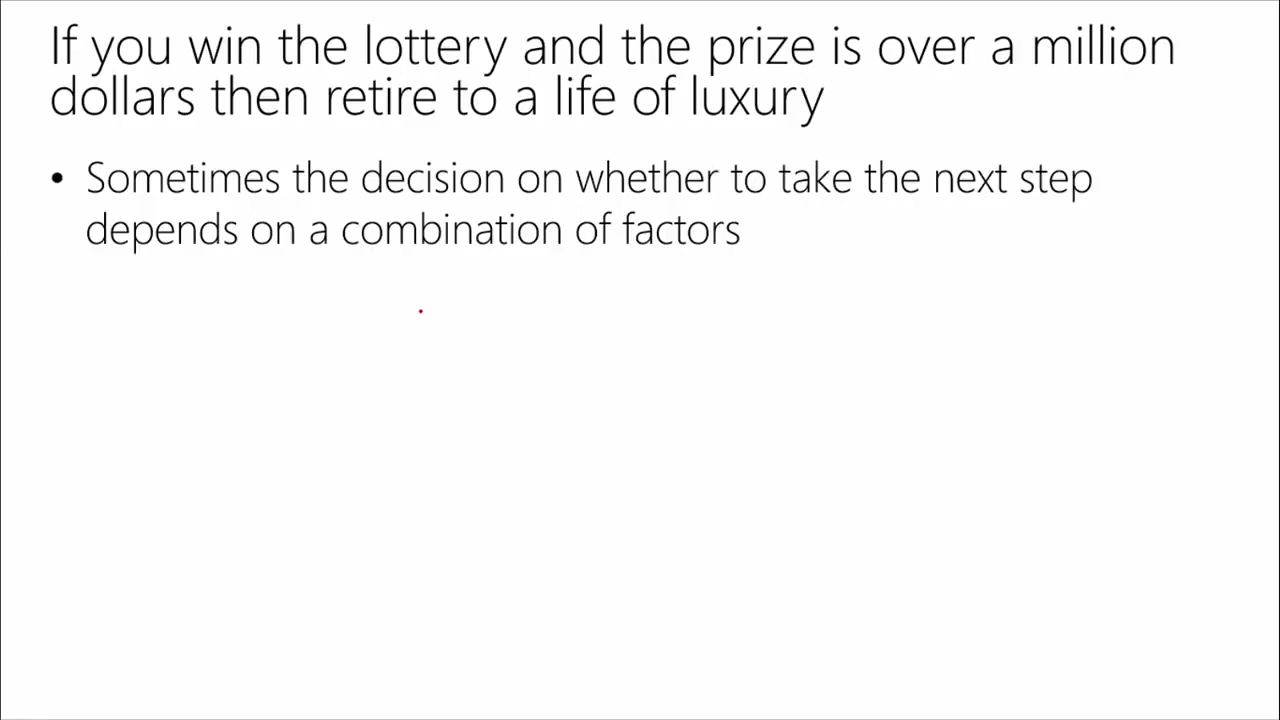 If you win the lottery and the prize is over a million
dollars then retire to a life of luxury
• Sometimes the decision on whether to take the next step
depends on a combination of factors